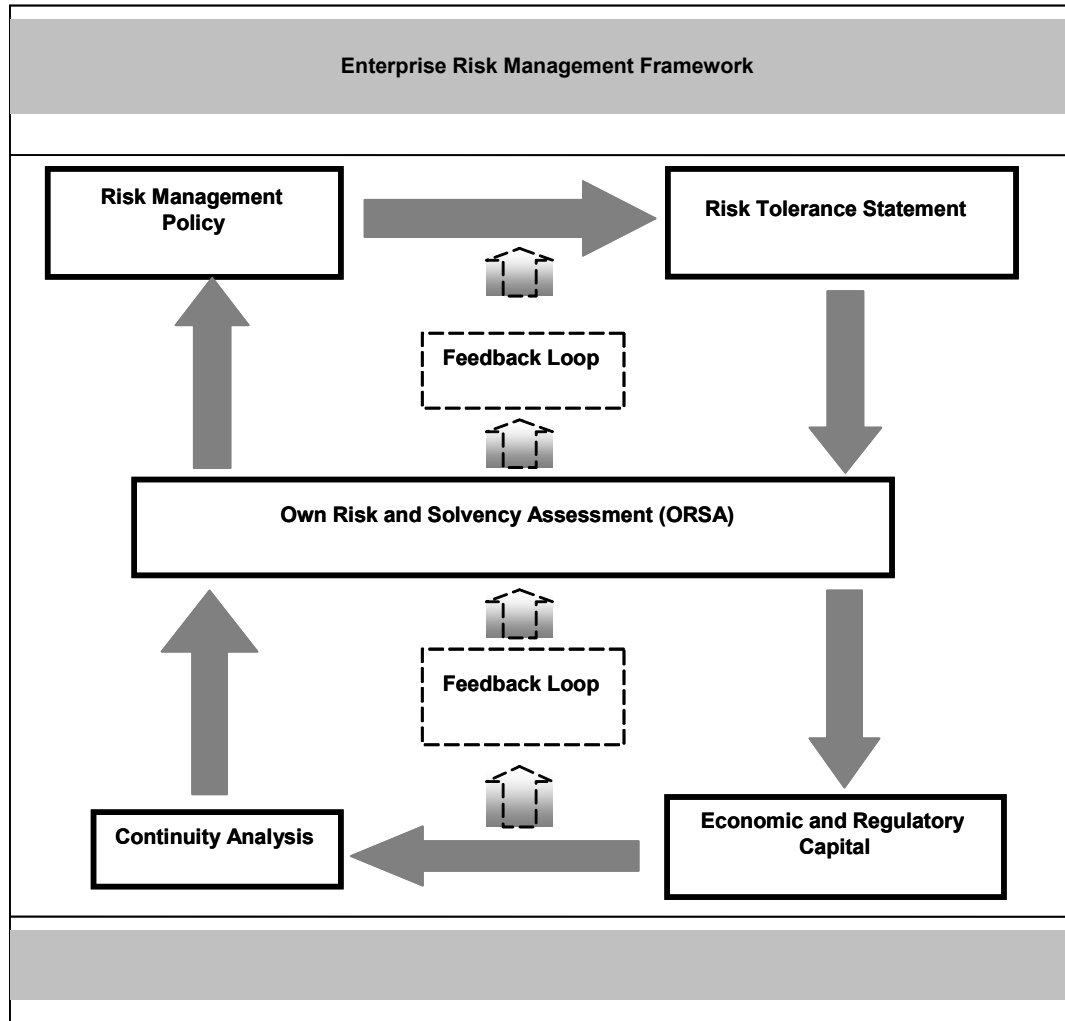 Enterprise Risk Management Framework
Risk Management
Policy
Risk Tolerance Statement
Feedback Loop
Own Risk and Solvency Assessment (ORSA)
Feedback Loop
Continuity Analysis
Economic and Regulatory
Capital